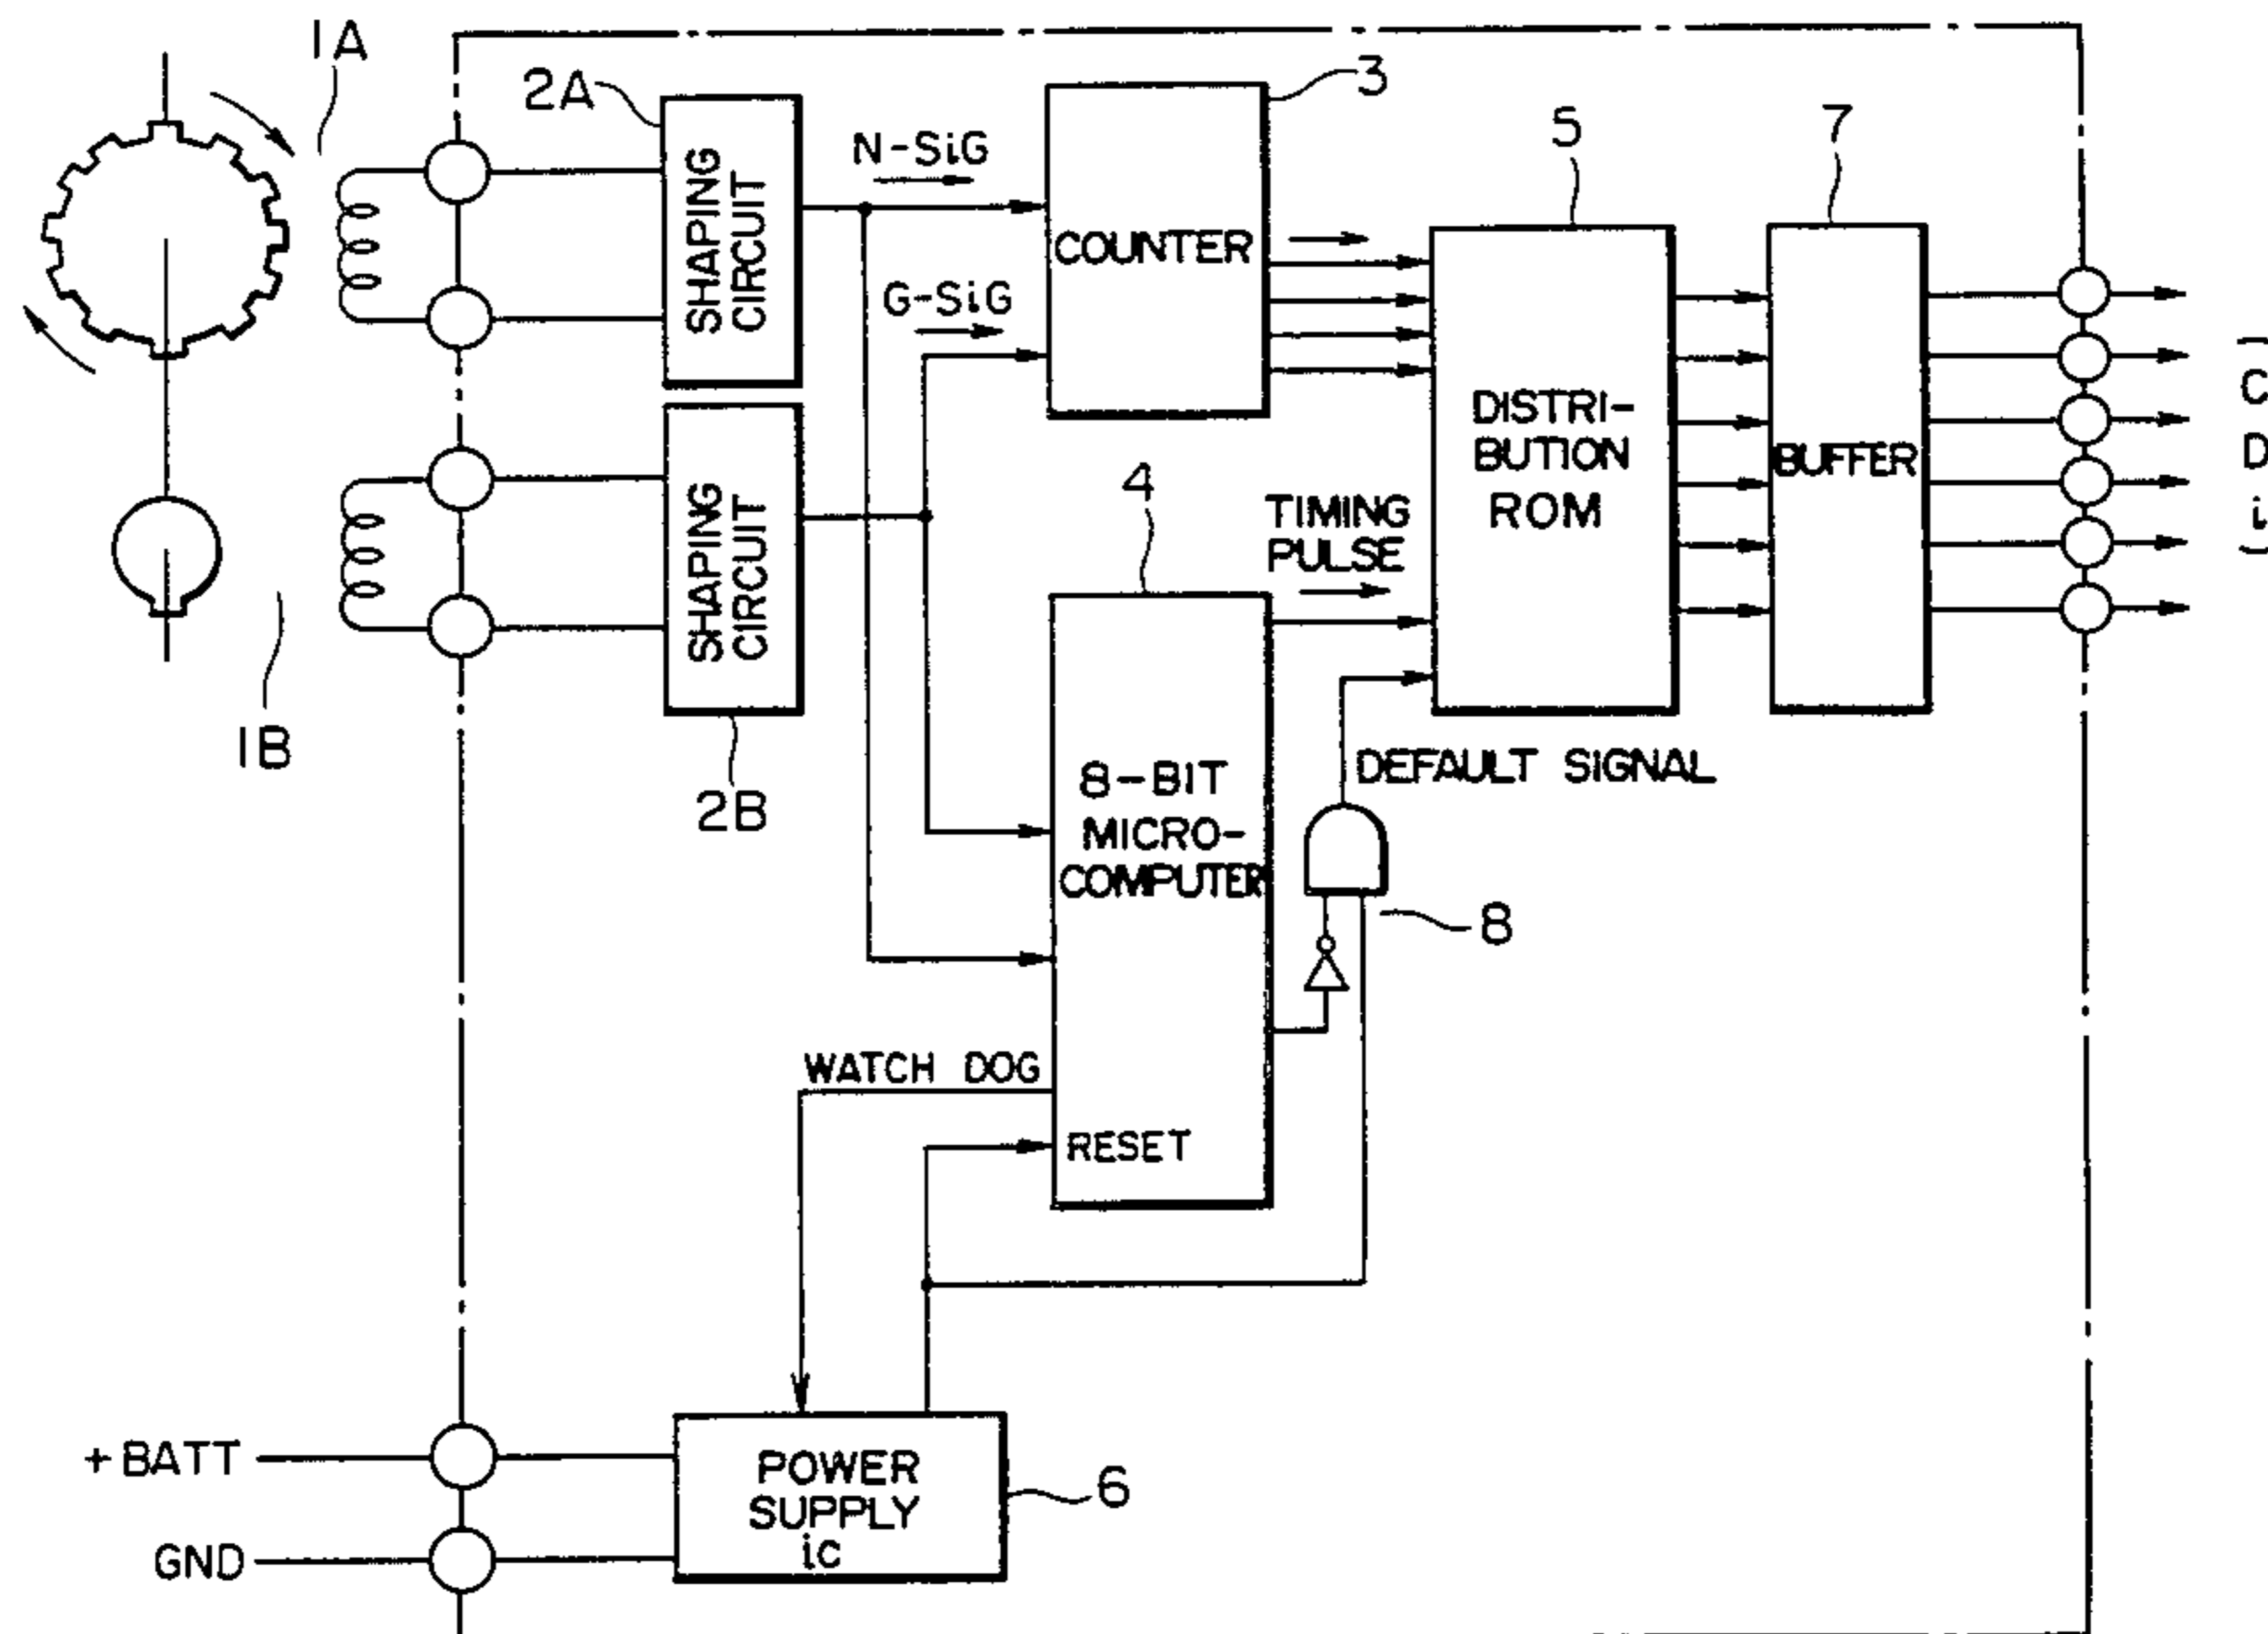 1A
2A
SHAPING
CIRCUIT
N-SiG
3
COUNTER
G-SiG
5
7
DISTRI-
BUTION
ROM
BUFFER
C
D
i
SHAPING
CIRCUIT
4
TIMING
PULSE
1B
2B
DEFAULT SiGNAL
8-BIT
MICRO-
COMPUTER
8
WATCH DOG
RESET
+BATT
POWER
SUPPLY
ic
6
GND